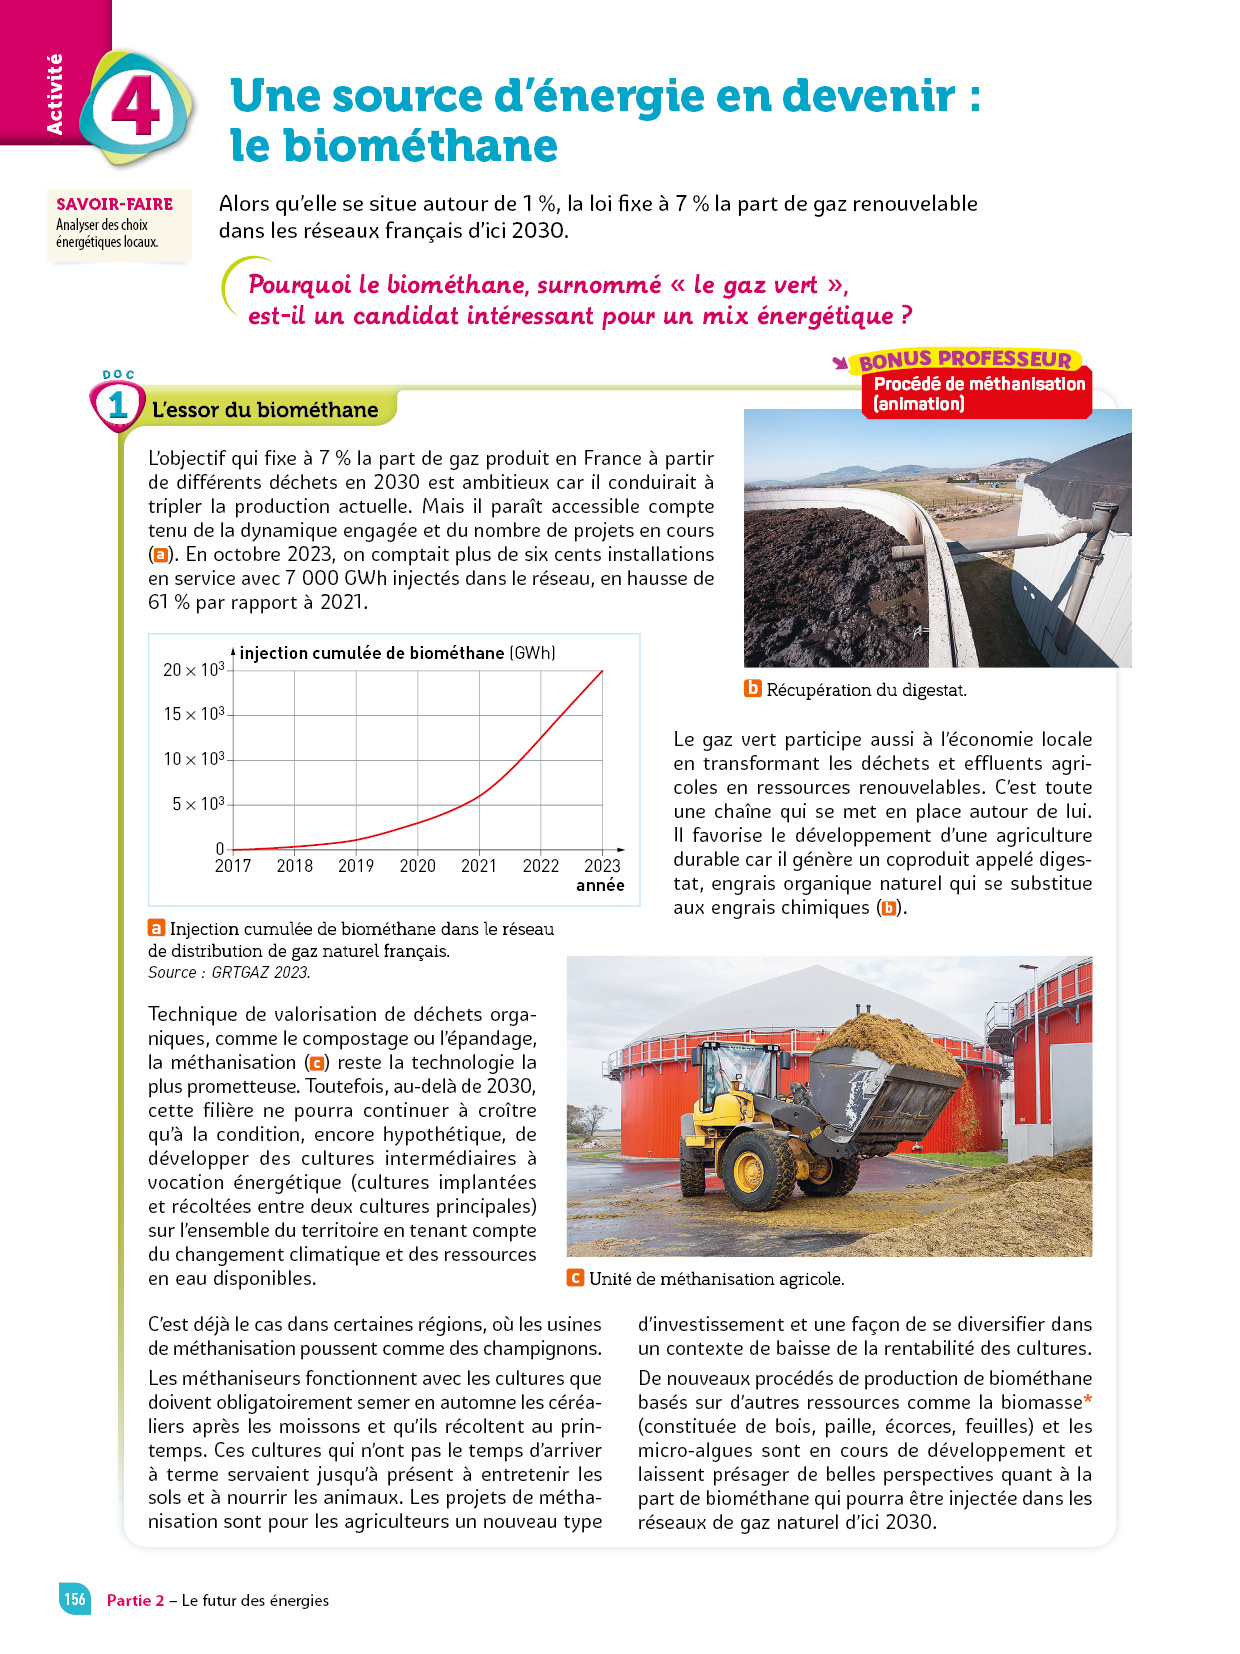 Activité
4
Une source d’énergie en devenir :
le biométhane
SAVOIR-FAIRE
Analyser des choix
énergétiques locaux.
Alors qu’elle se situe autour de 1 %, la loi fixe à 7 % la part de gaz renouvelable
dans les réseaux français d’ici 2030.
Pourquoi le biométhane, surnommé « le gaz vert »,
est-il un candidat intéressant pour un mix énergétique ?
BONUS PROFESSEUR
Procédé de méthanisation
(animation)
DOC
1
L’essor du biométhane
L’objectif qui fixe à 7 % la part de gaz produit en France à partir
de différents déchets en 2030 est ambitieux car il conduirait à
tripler la production actuelle. Mais il paraît accessible compte
tenu de la dynamique engagée et du nombre de projets en cours
(a). En octobre 2023, on comptait plus de six cents installations
en service avec 7 000 GWh injectés dans le réseau, en hausse de
61 % par rapport à 2021.
injection cumulée de biométhane (GWh)
20 × 10³
15 × 10³
10 × 10³
5 × 10³
0
2017 2018 2019 2020 2021 2022 2023
année
a Injection cumulée de biométhane dans le réseau
de distribution de gaz naturel français.
Source : GRTGAZ 2023.
b Récupération du digestat.
Le gaz vert participe aussi à l’économie locale
en transformant les déchets et effluents agri-
coles en ressources renouvelables. C’est toute
une chaîne qui se met en place autour de lui.
Il favorise le développement d’une agriculture
durable car il génère un coproduit appelé diges-
tat, engrais organique naturel qui se substitue
aux engrais chimiques (b).
Technique de valorisation de déchets orga-
niques, comme le compostage ou l’épandage,
la méthanisation (c) reste la technologie la
plus prometteuse. Toutefois, au-delà de 2030,
cette filière ne pourra continuer à croître
qu’à la condition, encore hypothétique, de
développer des cultures intermédiaires à
vocation énergétique (cultures implantées
et récoltées entre deux cultures principales)
sur l’ensemble du territoire en tenant compte
du changement climatique et des ressources
en eau disponibles.
c Unité de méthanisation agricole.
C’est déjà le cas dans certaines régions, où les usines
de méthanisation poussent comme des champignons.
Les méthaniseurs fonctionnent avec les cultures que
doivent obligatoirement semer en automne les céréa-
liers après les moissons et qu’ils récoltent au prin-
temps. Ces cultures qui n’ont pas le temps d’arriver
à terme servaient jusqu’à présent à entretenir les
sols et à nourrir les animaux. Les projets de métha-
nisation sont pour les agriculteurs un nouveau type
d’investissement et une façon de se diversifier dans
un contexte de baisse de la rentabilité des cultures.
De nouveaux procédés de production de biométhane
basés sur d’autres ressources comme la biomasse*
(constituée de bois, paille, écorces, feuilles) et les
micro-algues sont en cours de développement et
laissent présager de belles perspectives quant à la
part de biométhane qui pourra être injectée dans les
réseaux de gaz naturel d’ici 2030.
156
Partie 2 – Le futur des énergies